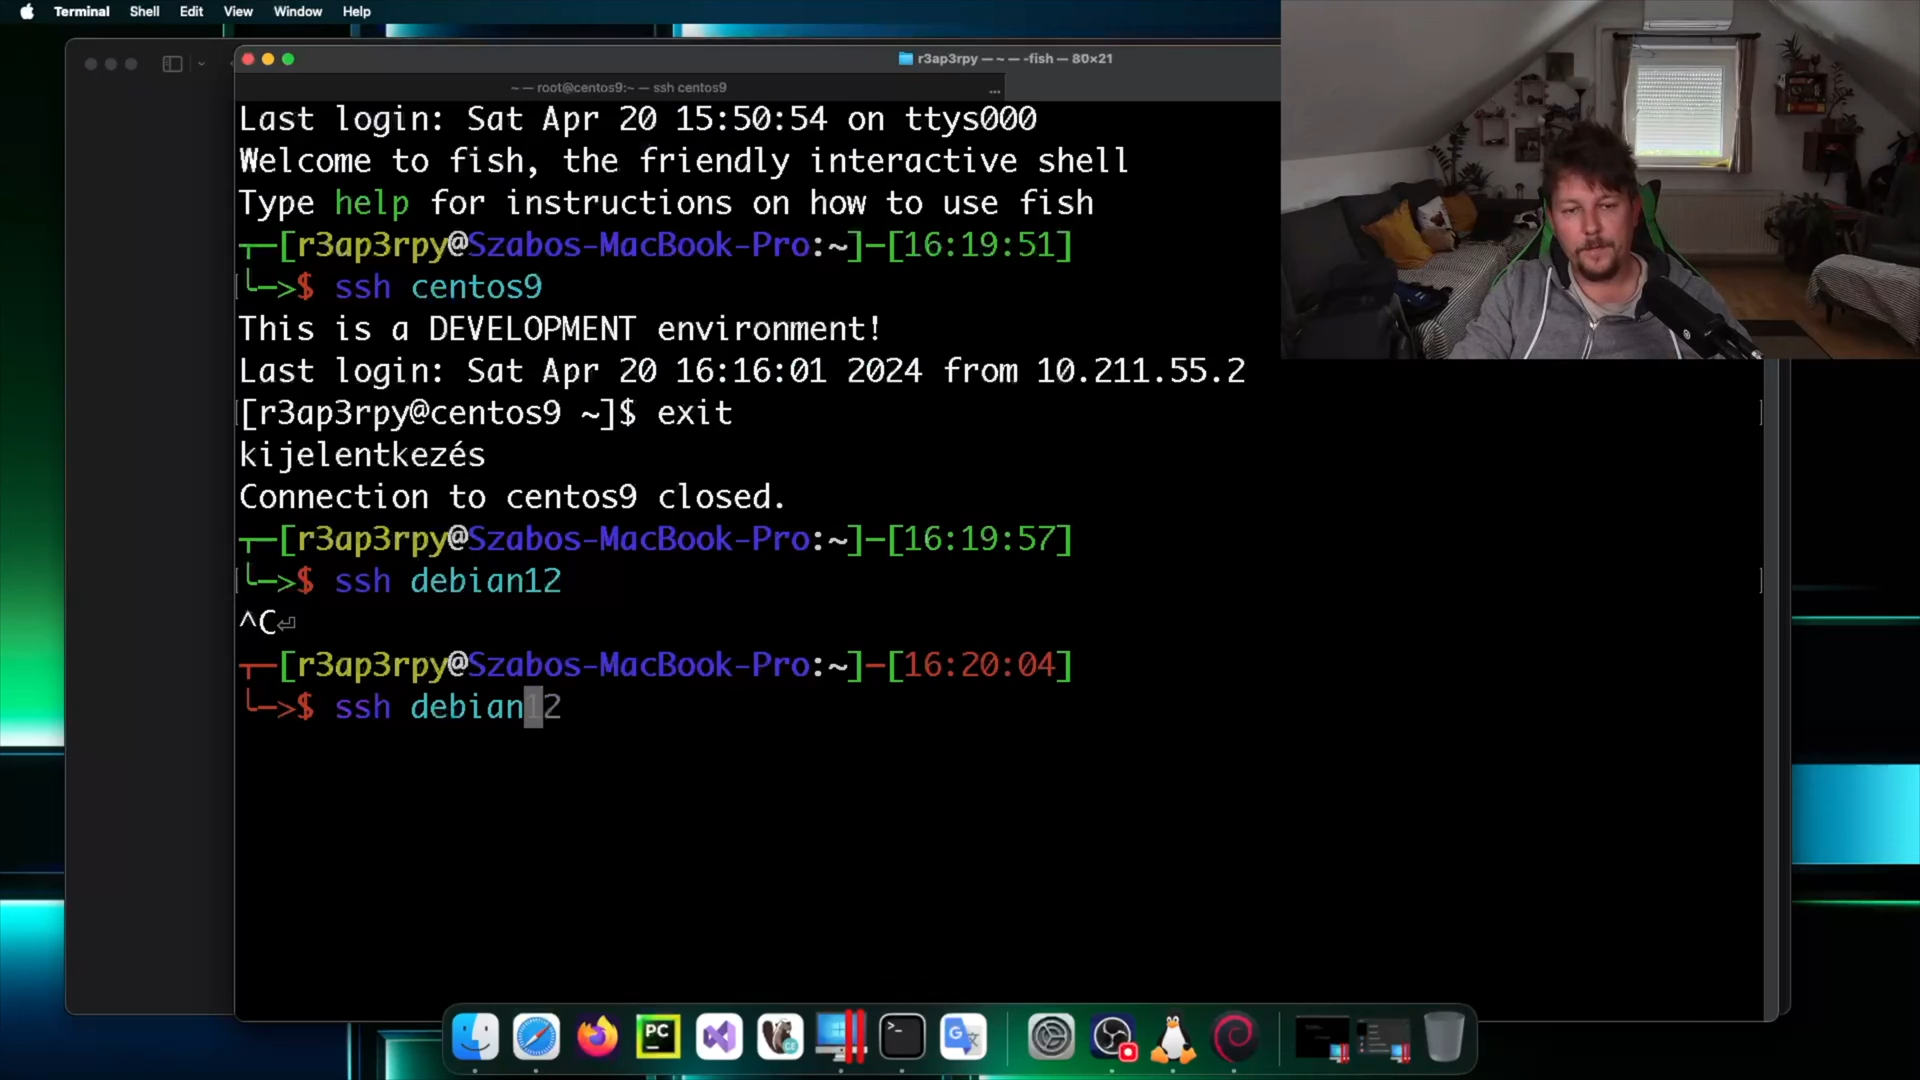 Terminal Shell Edit View Window Help
r3ap3rpy — ~ — -fish — 80×21
~ — root@centos9:~ — ssh centos9 ...
Last login: Sat Apr 20 15:50:54 on ttys000
Welcome to fish, the friendly interactive shell
Type help for instructions on how to use fish
┬─[r3ap3rpy@Szabos-MacBook-Pro:~]─[16:19:51]
╰─>$ ssh centos9
This is a DEVELOPMENT environment!
Last login: Sat Apr 20 16:16:01 2024 from 10.211.55.2
[r3ap3rpy@centos9 ~]$ exit
kijelentkezés
Connection to centos9 closed.
┬─[r3ap3rpy@Szabos-MacBook-Pro:~]─[16:19:57]
╰─>$ ssh debian12
^C⏎
┬─[r3ap3rpy@Szabos-MacBook-Pro:~]─[16:20:04]
╰─>$ ssh debian12
PC
CE